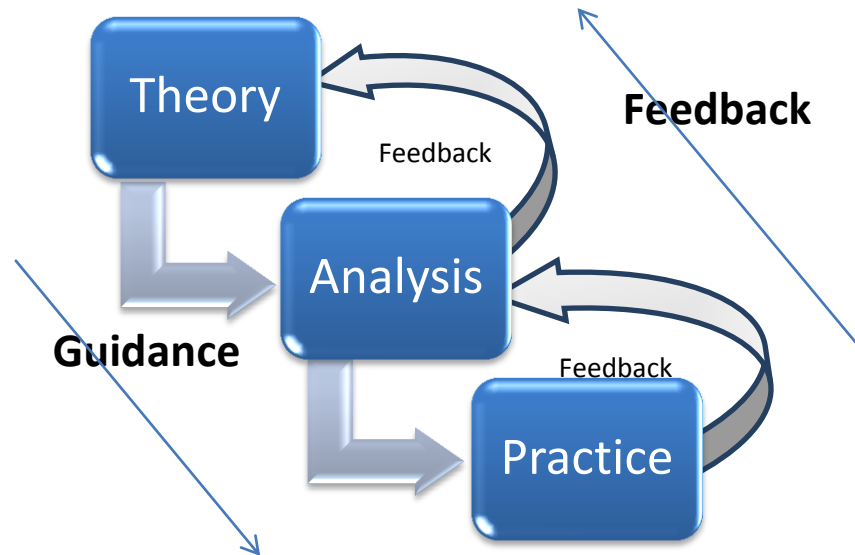 Theory
Feedback
Feedback
Analysis
Guidance
Feedback
Practice